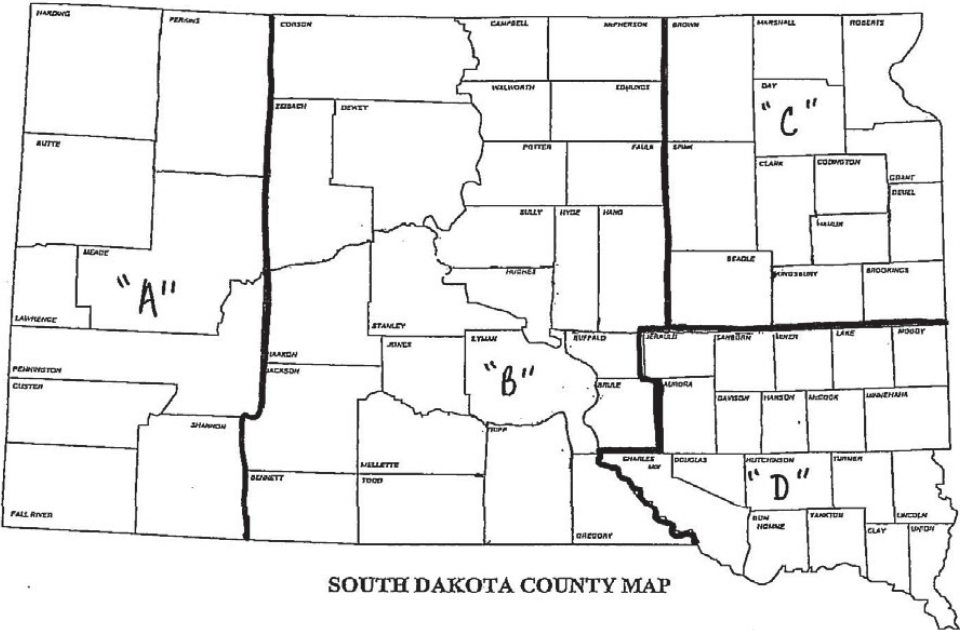 HARDING
PERKINS
CORSON
CAMPBELL
McPHERSON
BROWN
MARSHALL
ROBERTS
ZIEBACH
DEWEY
WALWORTH
EDMUNDS
DAY
"C"
BUTTE
POTTER
FAULK
SPINK
CLARK
CODINGTON
GRANT
DEUEL
SULLY
HYDE
HAND
HAMLIN
MEADE
HUGHES
BEADLE
KINGSBURY
BROOKINGS
"A"
LAWRENCE
STANLEY
HAAKON
JONES
LYMAN
BUFFALO
JERAULD
SANBORN
MINER
LAKE
MOODY
PENNINGTON
JACKSON
"B"
CUSTER
BRULE
AURORA
DAVISON
HANSON
McCOOK
MINNEHAHA
SHANNON
TRIPP
MELLETTE
CHARLES
MIX
DOUGLAS
HUTCHINSON
TURNER
BENNETT
TODD
"D"
FALL RIVER
GREGORY
BON
HOMME
YANKTON
CLAY
UNION
LINCOLN
SOUTH DAKOTA COUNTY MAP